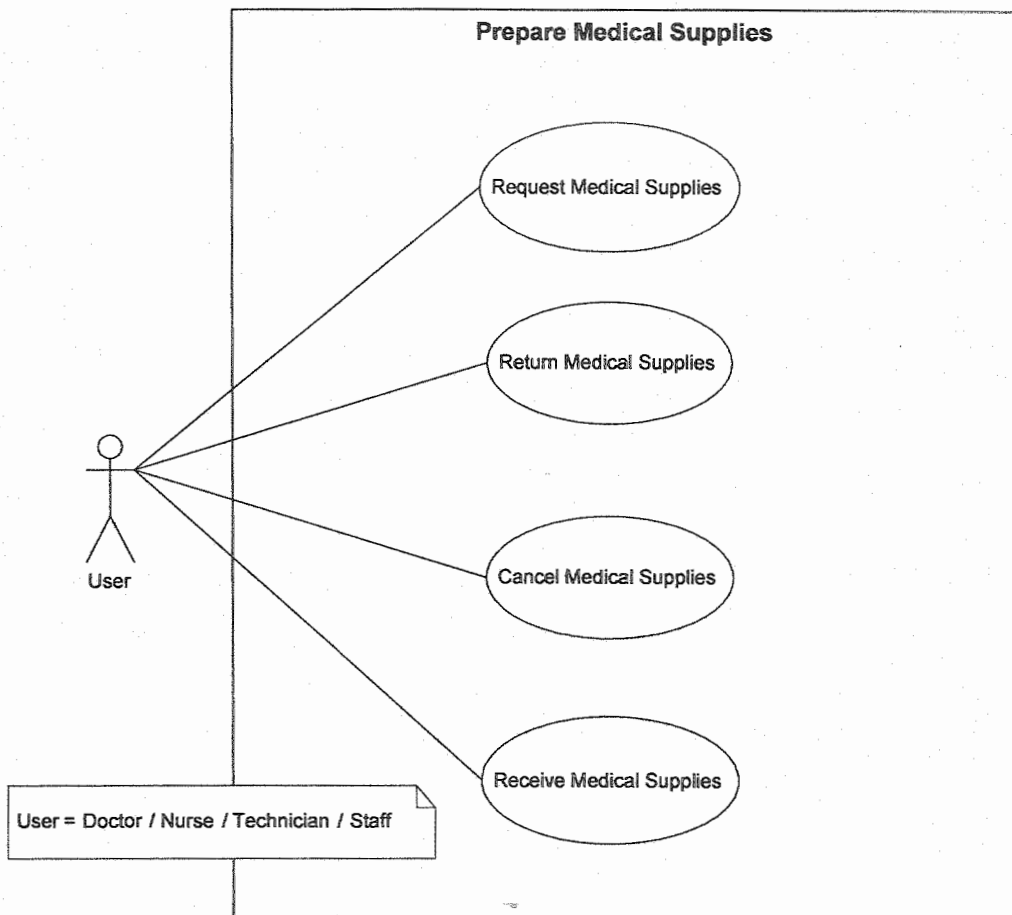 Prepare Medical Supplies
Request Medical Supplies
Return Medical Supplies
User
Cancel Medical Supplies
Receive Medical Supplies
User = Doctor / Nurse / Technician / Staff